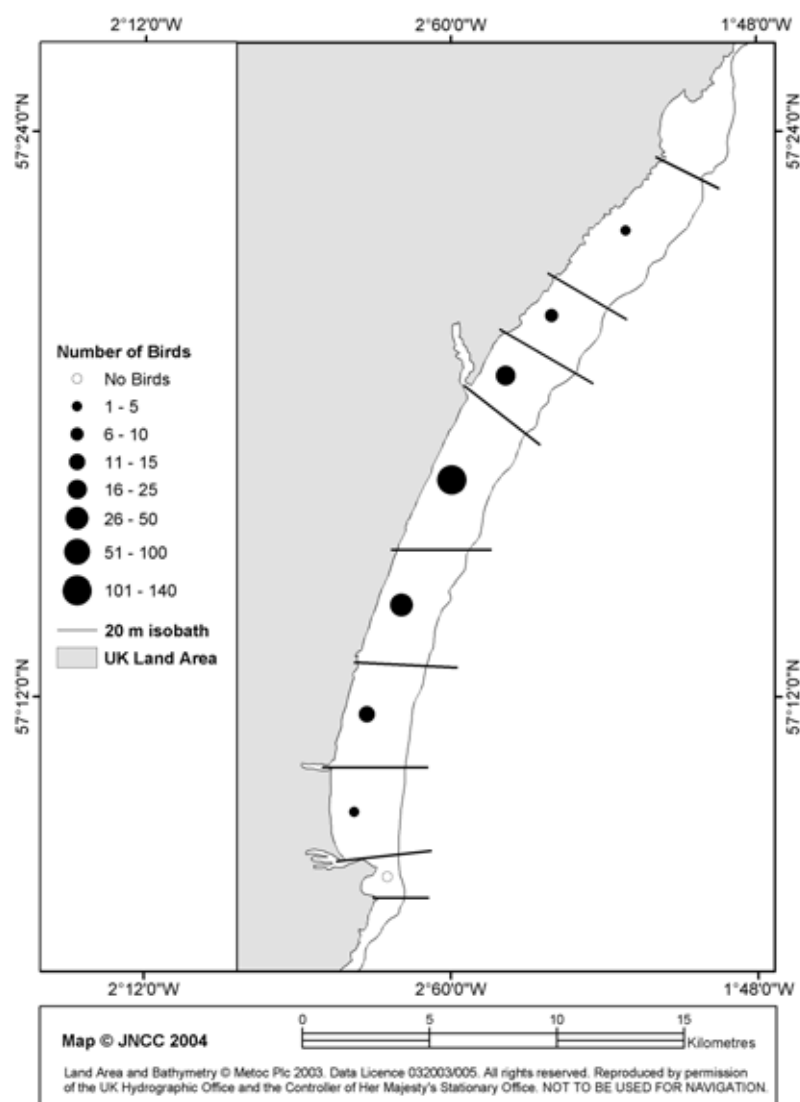 2°12'0"W 2°60'0"W 1°48'0"W
57°24'0"N 57°24'0"N
Number of Birds
No Birds
1 - 5
6 - 10
11 - 15
16 - 25
26 - 50
51 - 100
101 - 140
20 m isobath
UK Land Area
57°12'0"N 57°12'0"N
2°12'0"W 2°60'0"W 1°48'0"W
Map © JNCC 2004
0 5 10 15
Kilometres
Land Area and Bathymetry © Metoc Plc 2003. Data Licence 032003/005. All rights reserved. Reproduced by permission
of the UK Hydrographic Office and the Controller of Her Majesty's Stationary Office. NOT TO BE USED FOR NAVIGATION.